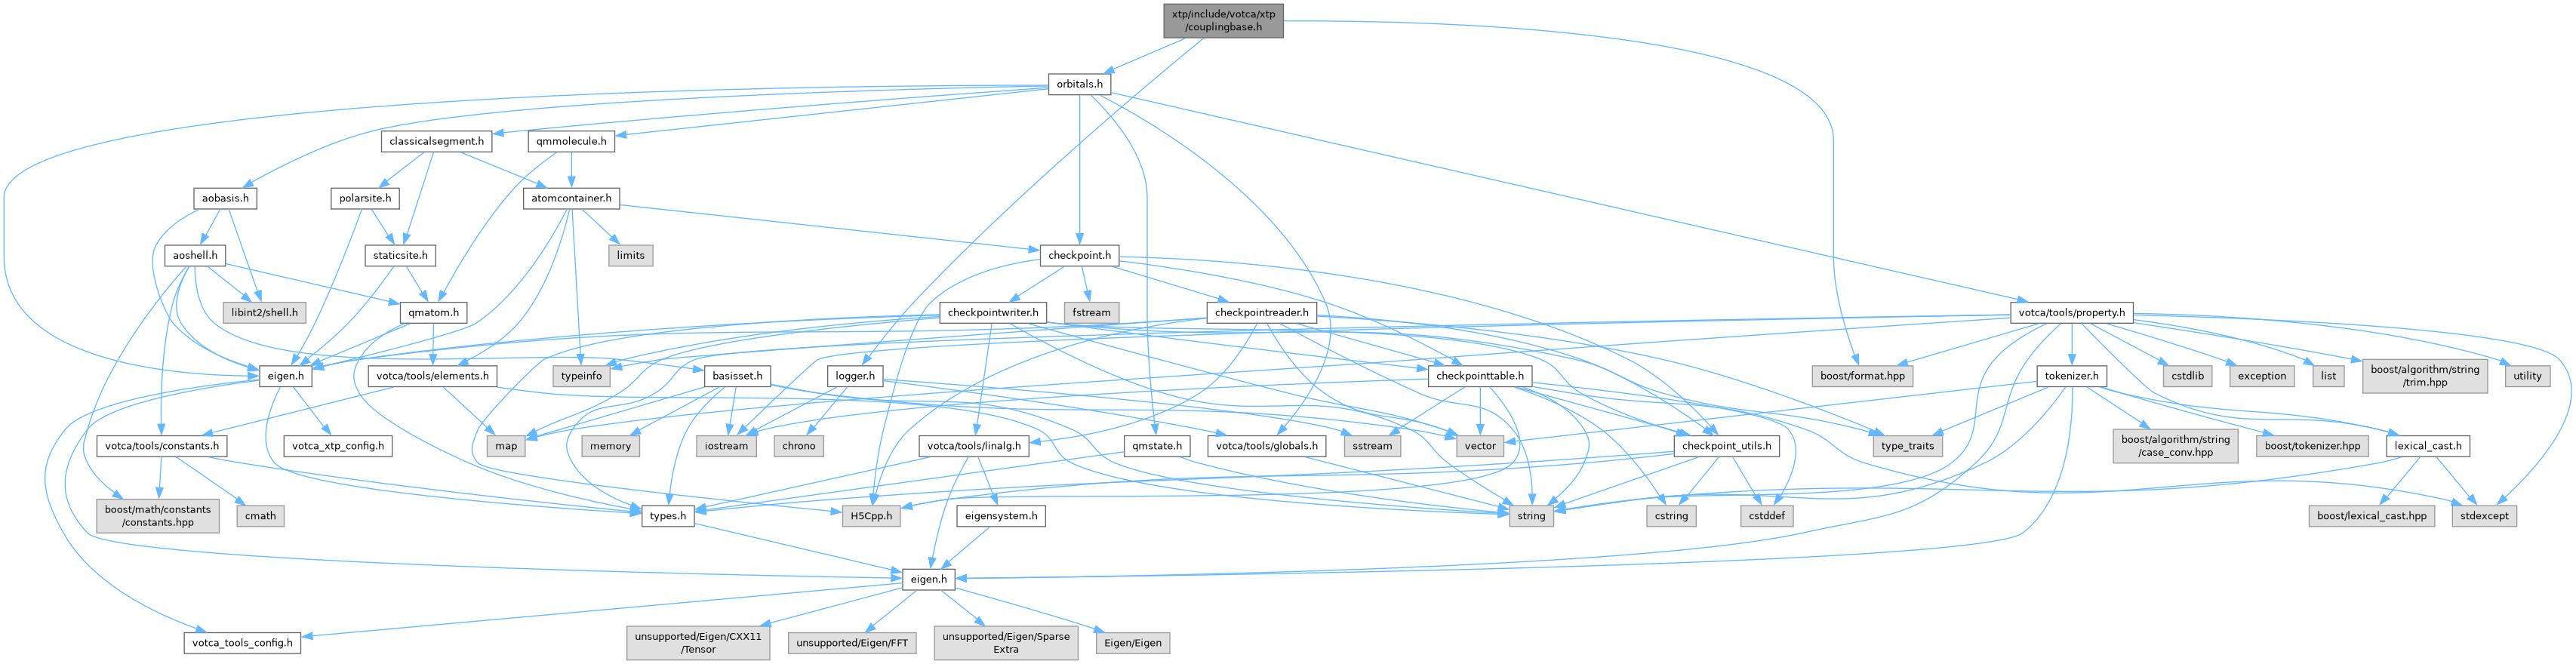 xtp/include/votca/xtp
/couplingbase.h
orbitals.h
classicalsegment.h
qmmolecule.h
aobasis.h
polarsite.h
atomcontainer.h
aoshell.h
staticsite.h
limits
checkpoint.h
libint2/shell.h
qmatom.h
checkpointwriter.h
fstream
checkpointreader.h
votca/tools/property.h
eigen.h
votca/tools/elements.h
typeinfo
basisset.h
logger.h
checkpointtable.h
boost/format.hpp
tokenizer.h
cstdlib
exception
list
boost/algorithm/string
/trim.hpp
utility
votca/tools/constants.h
votca_xtp_config.h
map
memory
iostream
chrono
votca/tools/linalg.h
qmstate.h
votca/tools/globals.h
sstream
vector
checkpoint_utils.h
type_traits
boost/algorithm/string
/case_conv.hpp
boost/tokenizer.hpp
lexical_cast.h
boost/math/constants
/constants.hpp
cmath
types.h
H5Cpp.h
eigensystem.h
string
cstring
cstddef
boost/lexical_cast.hpp
stdexcept
eigen.h
votca_tools_config.h
unsupported/Eigen/CXX11
/Tensor
unsupported/Eigen/FFT
unsupported/Eigen/Sparse
Extra
Eigen/Eigen